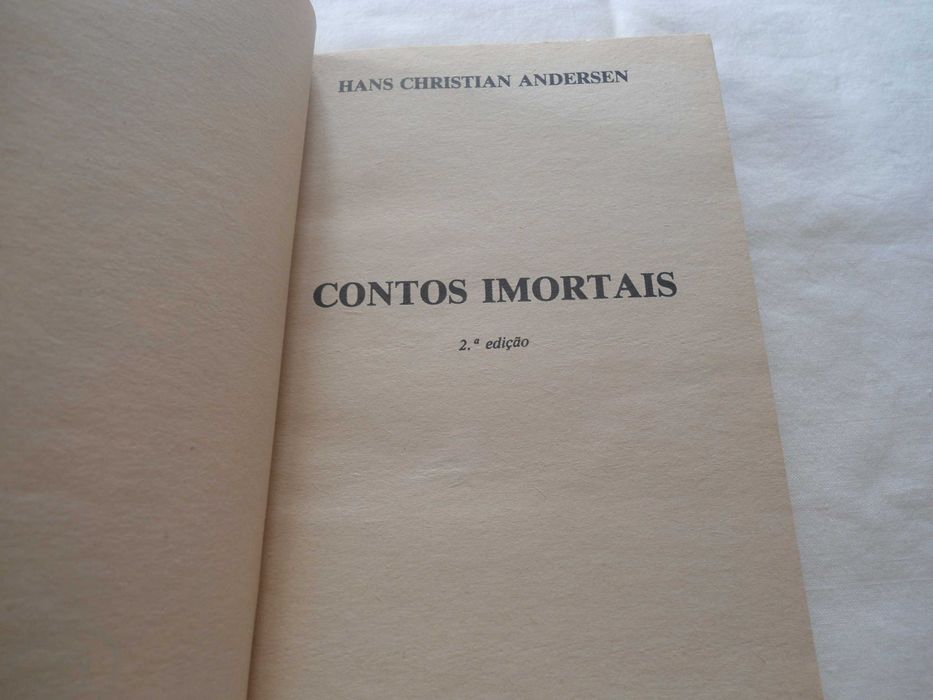 HANS CHRISTIAN ANDERSEN
CONTOS IMORTAIS
2.ª edição